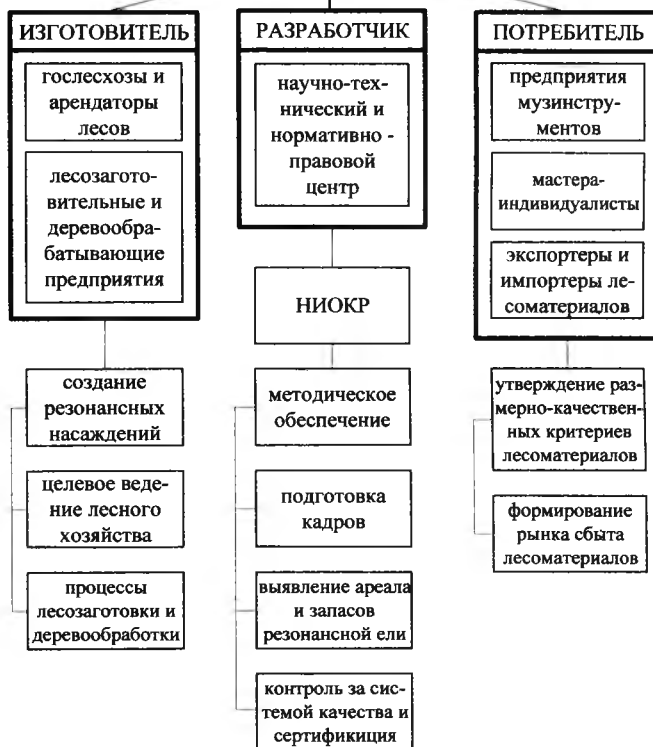 ИЗГОТОВИТЕЛЬ
гослесхозы и
арендаторы
лесов
лесозагото-
вительные и
деревообра-
батывающие
предприятия
создание
резонансных
насаждений
целевое веде-
ние лесного
хозяйства
процессы
лесозаготовки и
деревообработки
РАЗРАБОТЧИК
научно-тех-
нический и
нормативно -
правовой
центр
НИОКР
методическое
обеспечение
подготовка
кадров
выявление ареала
и запасов
резонансной ели
контроль за сис-
темой качества и
сертификиция
ПОТРЕБИТЕЛЬ
предприятия
музинстру-
ментов
мастера-
индивидуалисты
экспортеры и
импортеры ле-
соматериалов
утверждение раз-
мерно-качествен-
ных критериев
лесоматериалов
формирование
рынка сбыта
лесоматериалов